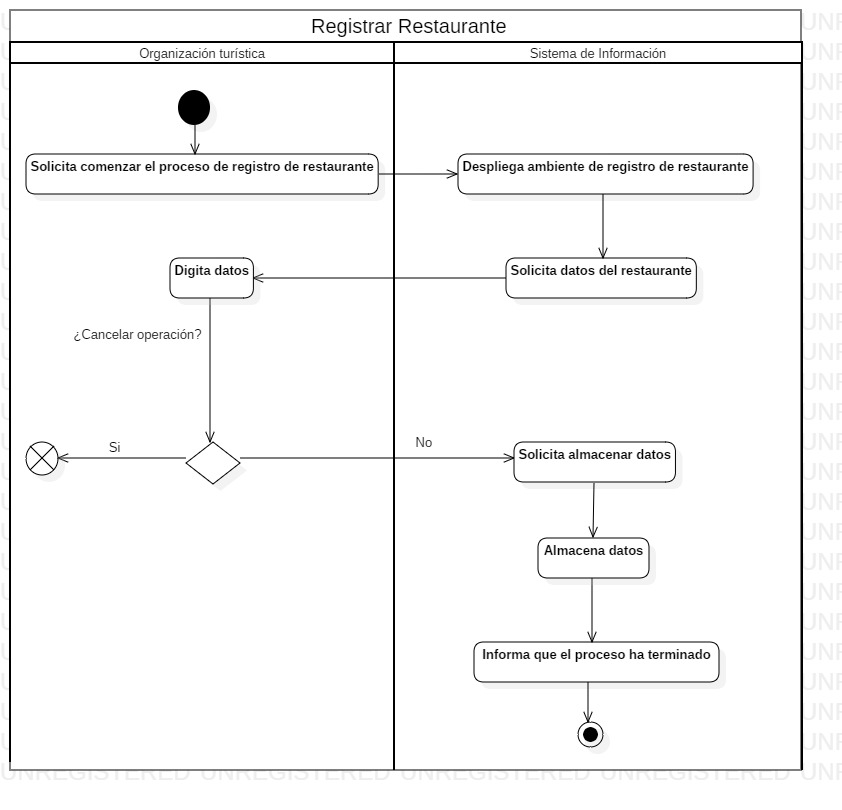 Registrar Restaurante
Organización turística
Sistema de Información
Solicita comenzar el proceso de registro de restaurante
Despliega ambiente de registro de restaurante
Digita datos
Solicita datos del restaurante
¿Cancelar operación?
Si
No
Solicita almacenar datos
Almacena datos
Informa que el proceso ha terminado
UNREGISTERED UNREGISTERED UNREGISTERED UNREGISTERED